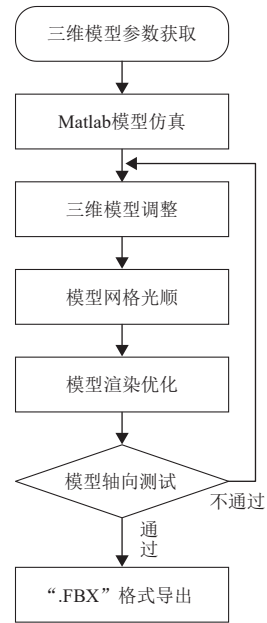 三维模型参数获取
Matlab模型仿真
三维模型调整
模型网格光顺
模型渲染优化
模型轴向测试
不通过
通过
“.FBX”格式导出